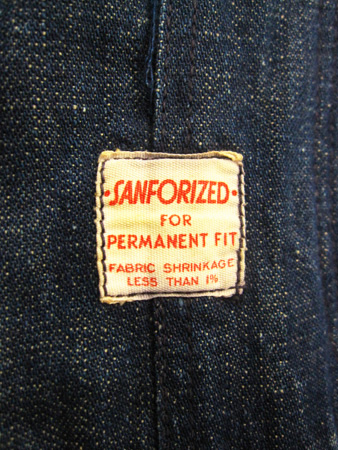 ·SANFORIZED·
FOR
PERMANENT FIT
FABRIC SHRINKAGE
LESS THAN 1%